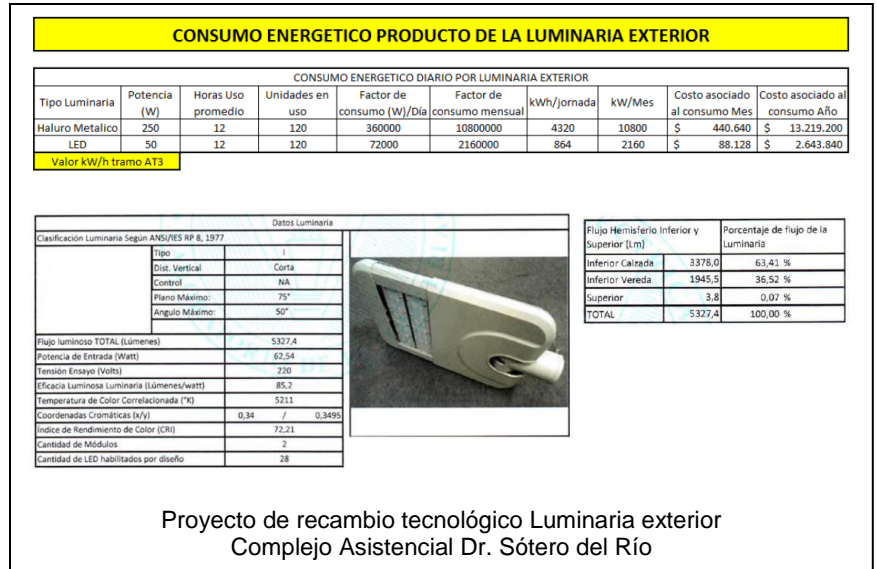 CONSUMO ENERGETICO PRODUCTO DE LA LUMINARIA EXTERIOR
CONSUMO ENERGETICO DIARIO POR LUMINARIA EXTERIOR
Tipo Luminaria Potencia (W) Horas Uso promedio Unidades en uso Factor de consumo (W)/Día Factor de consumo mensual kWh/jornada kW/Mes Costo asociado al consumo Mes Costo asociado al consumo Año
Haluro Metalico 250 12 120 360000 10800000 4320 10800 $ 440.640 $ 13.219.200
LED 50 12 120 72000 2160000 864 2160 $ 88.128 $ 2.643.840
Valor kW/h tramo AT3
Datos Luminaria
Clasificación Luminaria Según ANSI/IES RP 8, 1977
Tipo I
Dist. Vertical Corta
Control NA
Plano Máximo: 75°
Angulo Máximo: 50°
Flujo luminoso TOTAL (Lúmenes) 5327,4
Potencia de Entrada (Watt) 62,54
Tensión Ensayo (Volts) 220
Eficacia Luminosa Luminaria (Lúmenes/watt) 85,2
Temperatura de Color Correlacionada (°K) 5211
Coordenadas Cromáticas (x/y) 0,34 / 0,3495
Índice de Rendimiento de Color (CRI) 72,21
Cantidad de Módulos 2
Cantidad de LED habilitados por diseño 28
Flujo Hemisferio Inferior y Superior (Lm) Porcentaje de flujo de la Luminaria
Inferior Calzada 3378,0 63,41 %
Inferior Vereda 1945,5 36,52 %
Superior 3,8 0,07 %
TOTAL 5327,4 100,00 %
Proyecto de recambio tecnológico Luminaria exterior
Complejo Asistencial Dr. Sótero del Río